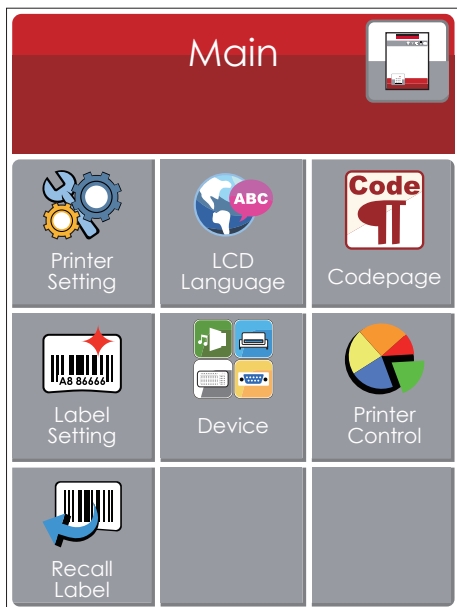 Main
Printer
Setting
ABC
LCD
Language
Code
Codepage
A8 86666
Label
Setting
Device
Printer
Control
Recall
Label